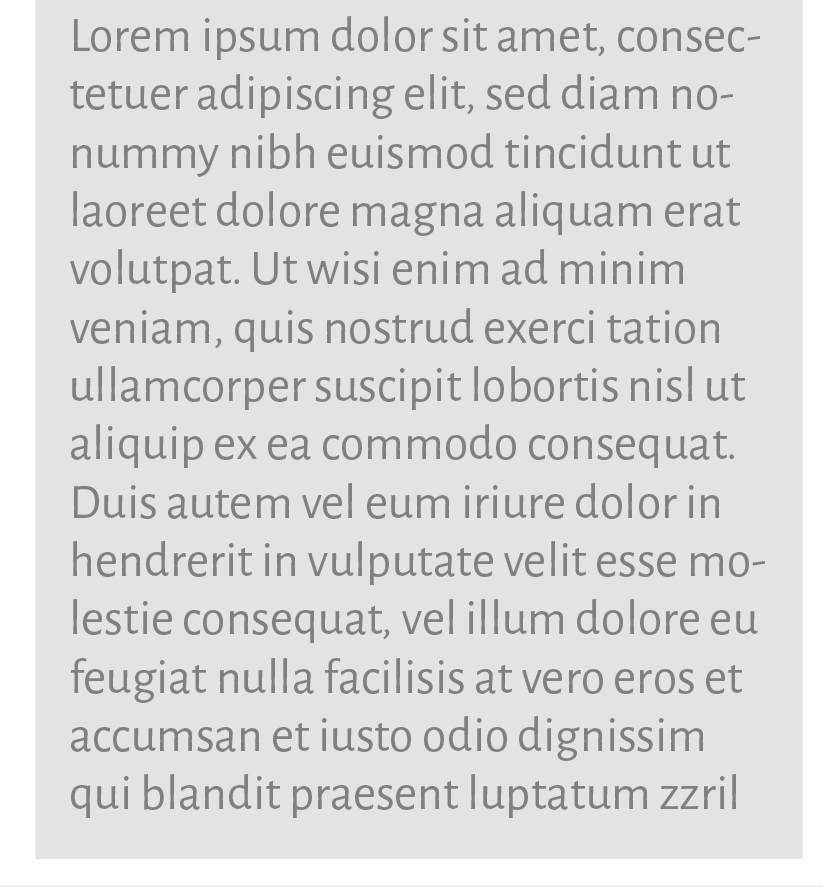 Lorem ipsum dolor sit amet, consec-
tetuer adipiscing elit, sed diam no-
nummy nibh euismod tincidunt ut
laoreet dolore magna aliquam erat
volutpat. Ut wisi enim ad minim
veniam, quis nostrud exerci tation
ullamcorper suscipit lobortis nisl ut
aliquip ex ea commodo consequat.
Duis autem vel eum iriure dolor in
hendrerit in vulputate velit esse mo-
lestie consequat, vel illum dolore eu
feugiat nulla facilisis at vero eros et
accumsan et iusto odio dignissim
qui blandit praesent luptatum zzril